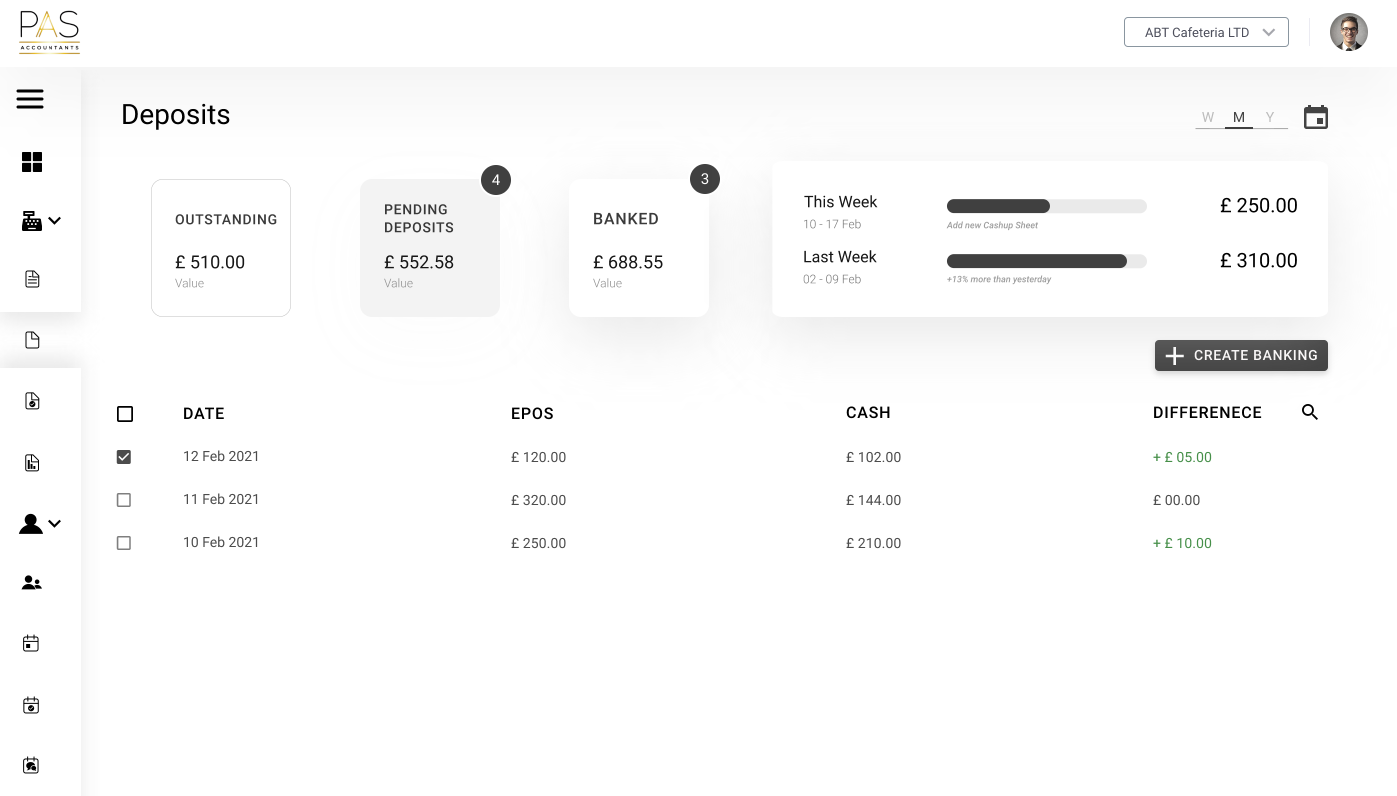 PAS
ACCOUNTANTS
ABT Cafeteria LTD
Deposits
W M Y
OUTSTANDING
£ 510.00
Value
4
PENDING
DEPOSITS
£ 552.58
Value
3
BANKED
£ 688.55
Value
This Week
10 - 17 Feb
Add new Cashup Sheet
£ 250.00
Last Week
02 - 09 Feb
+13% more than yesterday
£ 310.00
CREATE BANKING
DATE EPOS CASH DIFFERENECE
12 Feb 2021 £ 120.00 £ 102.00 + £ 05.00
11 Feb 2021 £ 320.00 £ 144.00 £ 00.00
10 Feb 2021 £ 250.00 £ 210.00 + £ 10.00